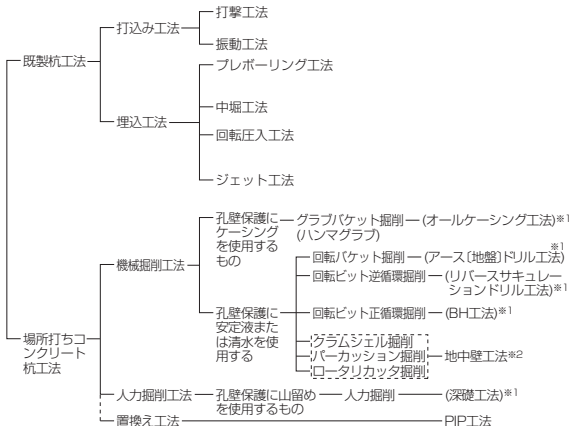 打撃工法
打込み工法
振動工法
既製杭工法
プレボーリング工法
中堀工法
埋込工法
回転圧入工法
ジェット工法
孔壁保護に
ケーシング
を使用する
もの
グラブバケット掘削
(ハンマグラブ)
(オールケーシング工法)※1
機械掘削工法
回転バケット掘削
(アース〔地盤〕ドリル工法)※1
回転ビット逆循環掘削
(リバースサキュレー
ションドリル工法)※1
孔壁保護に
安定液また
は清水を使
用する
回転ビット正循環掘削
(BH工法)※1
場所打ちコ
ンクリート
杭工法
クラムシェル掘削
パーカッション掘削
ロータリカッタ掘削
地中壁工法※2
人力掘削工法
孔壁保護に山留め
を使用するもの
人力掘削
(深礎工法)※1
置換え工法
PIP工法